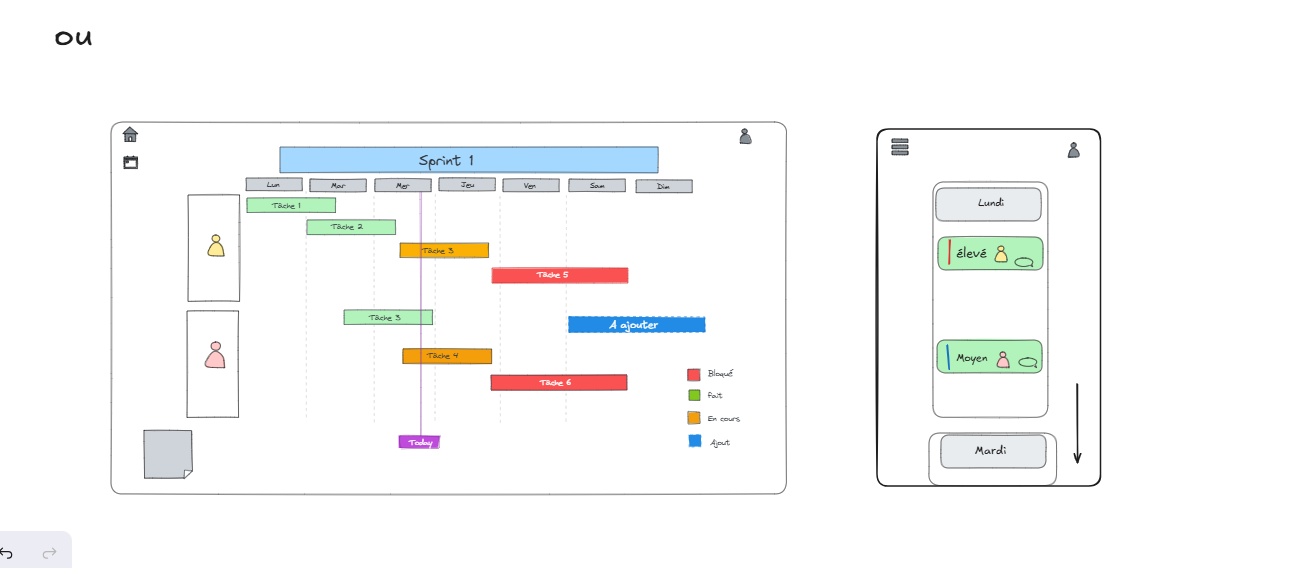 ou
Sprint 1
Lun
Mar
Mer
Jeu
Ven
Sam
Dim
Tâche 1
Tâche 2
Tâche 3
Tâche 5
Tâche 3
A ajouter
Tâche 4
Tâche 6
Bloqué
Fait
En cours
Ajout
Today
Lundi
élevé
Moyen
Mardi